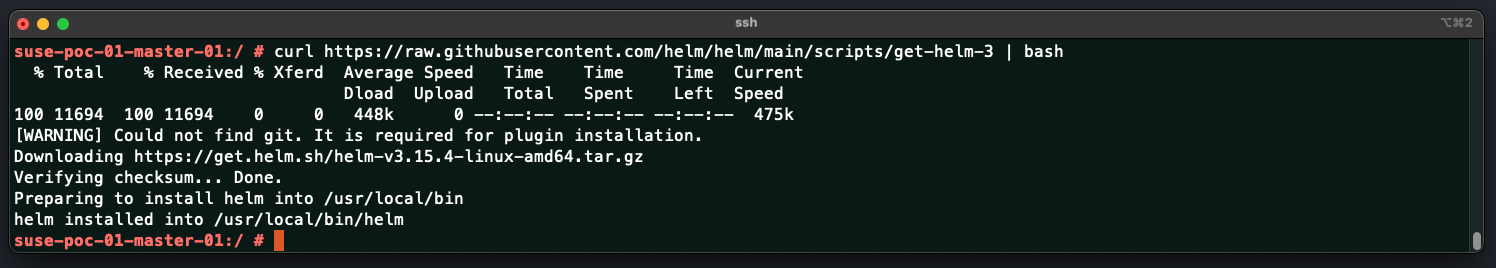 ssh
⌥⌘2
suse-poc-01-master-01:/ # curl https://raw.githubusercontent.com/helm/helm/main/scripts/get-helm-3 | bash
  % Total    % Received % Xferd  Average Speed   Time    Time     Time  Current
                                 Dload  Upload   Total   Spent    Left  Speed
100 11694  100 11694    0     0   448k      0 --:--:-- --:--:-- --:--:--  475k
[WARNING] Could not find git. It is required for plugin installation.
Downloading https://get.helm.sh/helm-v3.15.4-linux-amd64.tar.gz
Verifying checksum... Done.
Preparing to install helm into /usr/local/bin
helm installed into /usr/local/bin/helm
suse-poc-01-master-01:/ #